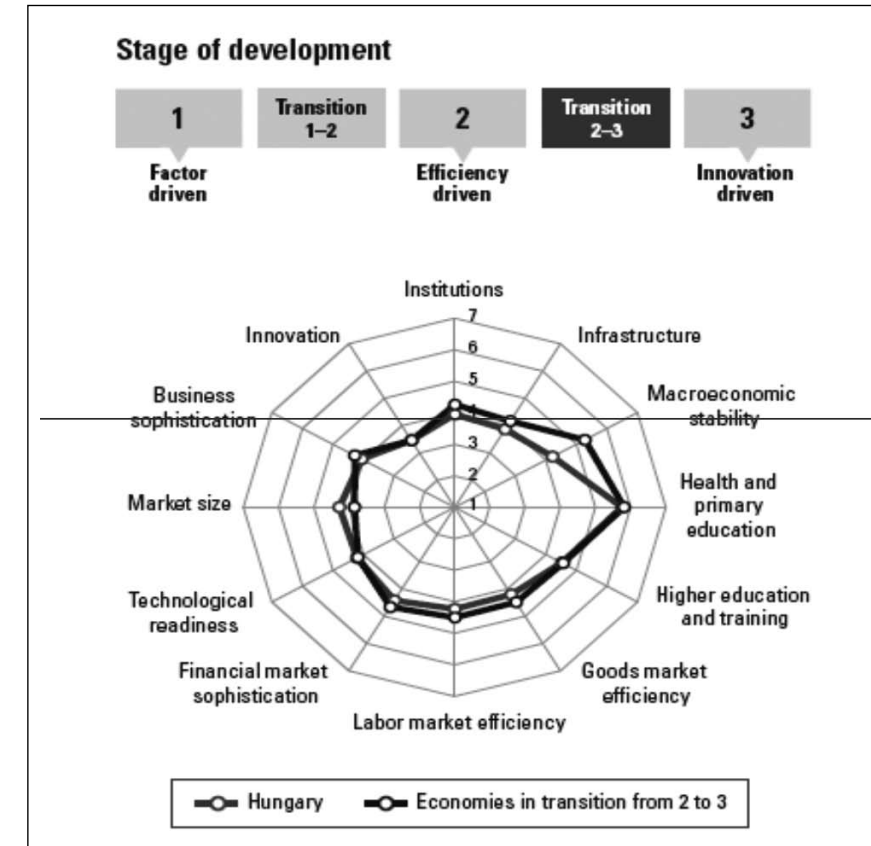 Stage of development
1
Transition
1–2
2
Transition
2–3
3
Factor
driven
Efficiency
driven
Innovation
driven
Institutions
Innovation
Infrastructure
Business
sophistication
Macroeconomic
stability
Market size
Health and
primary
education
Technological
readiness
Higher education
and training
Financial market
sophistication
Goods market
efficiency
Labor market efficiency
7
6
5
4
3
2
1
Hungary
Economies in transition from 2 to 3